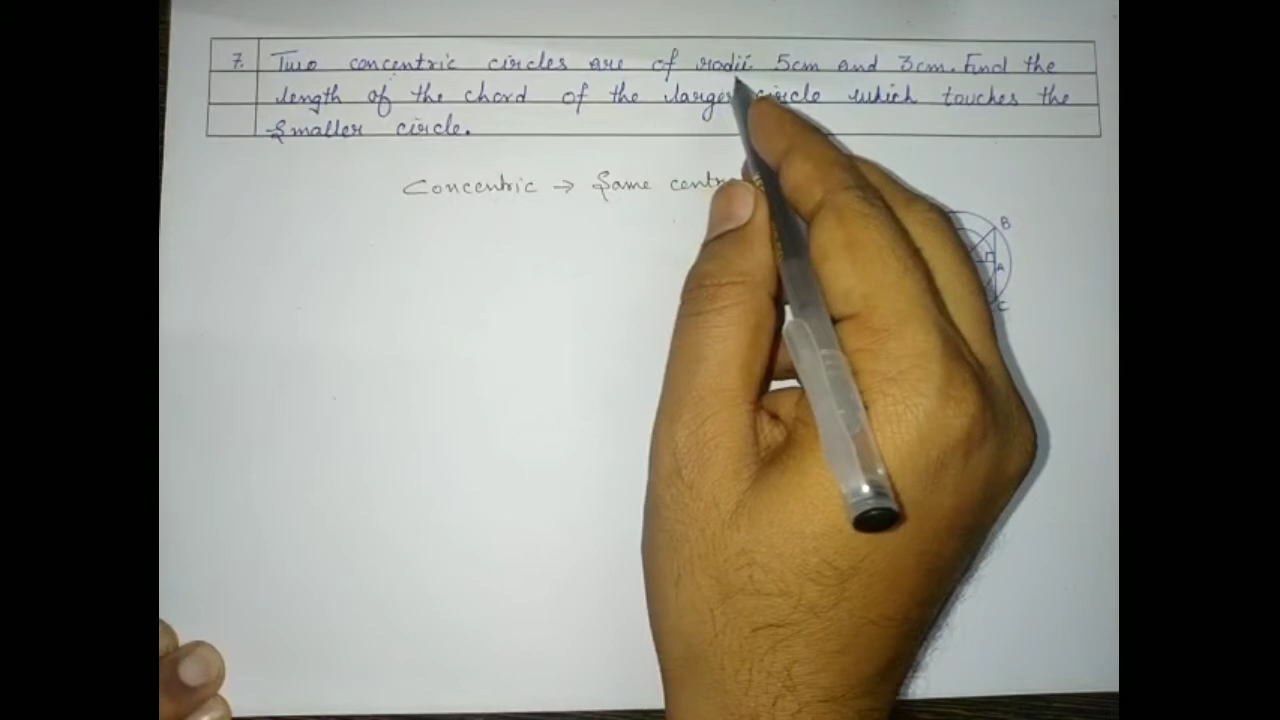 7. Two concentric circles are of radii 5cm and 3cm. Find the
length of the chord of the larger circle which touches the
smaller circle.
Concentric → Same
B
A
C